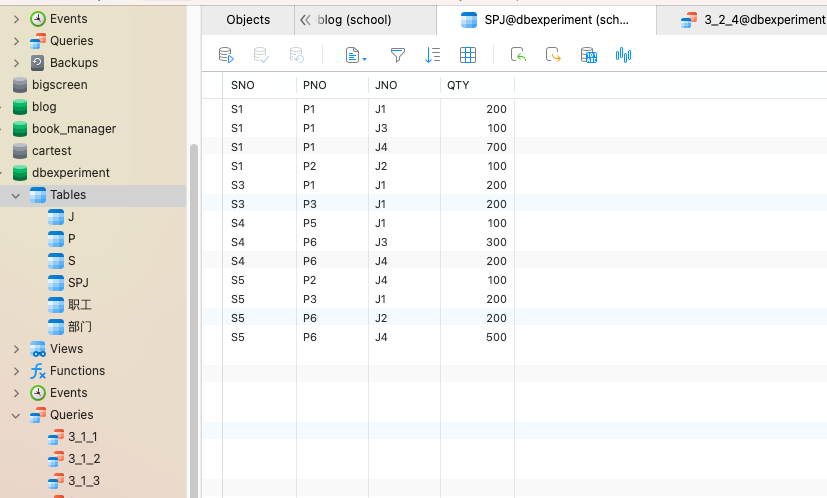 Events
Queries
Backups
bigscreen
blog
book_manager
cartest
dbexperiment
Tables
J
P
S
SPJ
职工
部门
Views
Functions
Events
Queries
3_1_1
3_1_2
3_1_3
Objects
blog (school)
SPJ@dbexperiment (sch...
3_2_4@dbexperiment
SNO PNO JNO QTY
S1 P1 J1 200
S1 P1 J3 100
S1 P1 J4 700
S1 P2 J2 100
S3 P1 J1 200
S3 P3 J1 200
S4 P5 J1 100
S4 P6 J3 300
S4 P6 J4 200
S5 P2 J4 100
S5 P3 J1 200
S5 P6 J2 200
S5 P6 J4 500